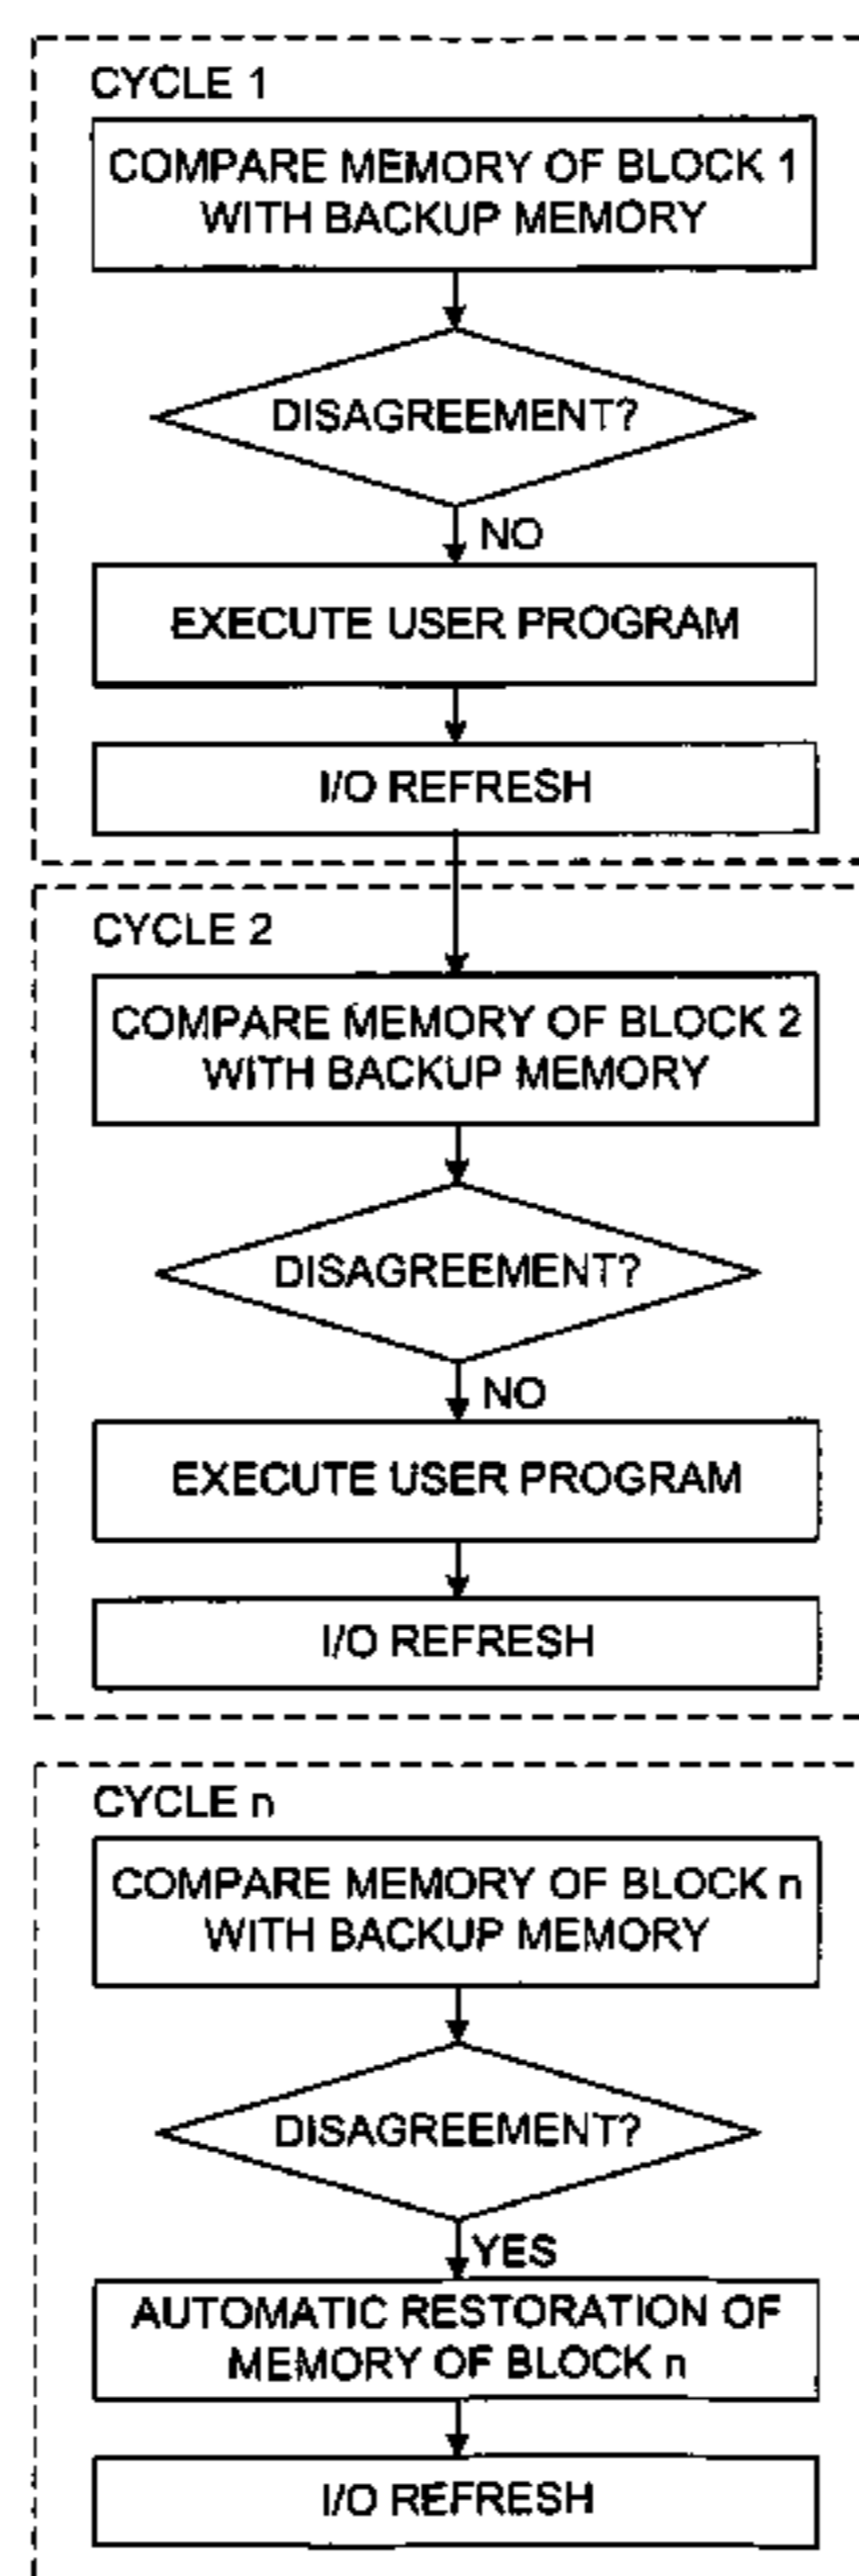 CYCLE 1
COMPARE MEMORY OF BLOCK 1
WITH BACKUP MEMORY
DISAGREEMENT?
NO
EXECUTE USER PROGRAM
I/O REFRESH
CYCLE 2
COMPARE MEMORY OF BLOCK 2
WITH BACKUP MEMORY
DISAGREEMENT?
NO
EXECUTE USER PROGRAM
I/O REFRESH
CYCLE n
COMPARE MEMORY OF BLOCK n
WITH BACKUP MEMORY
DISAGREEMENT?
YES
AUTOMATIC RESTORATION OF
MEMORY OF BLOCK n
I/O REFRESH